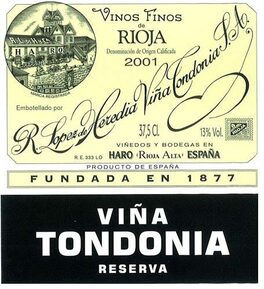 VINOS FINOS
DE
RIOJA
Denominación de Origen Calificada
2001
HARO
Embotellado por
R. Lopez de Heredia Viña Tondonia, S.A.
37,5 Cl.
13% Vol.
VIÑEDOS Y BODEGAS EN
R.E. 333 LO HARO (RIOJA ALTA) ESPAÑA
PRODUCTO DE ESPAÑA
FUNDADA EN 1877
VIÑA
TONDONIA
RESERVA